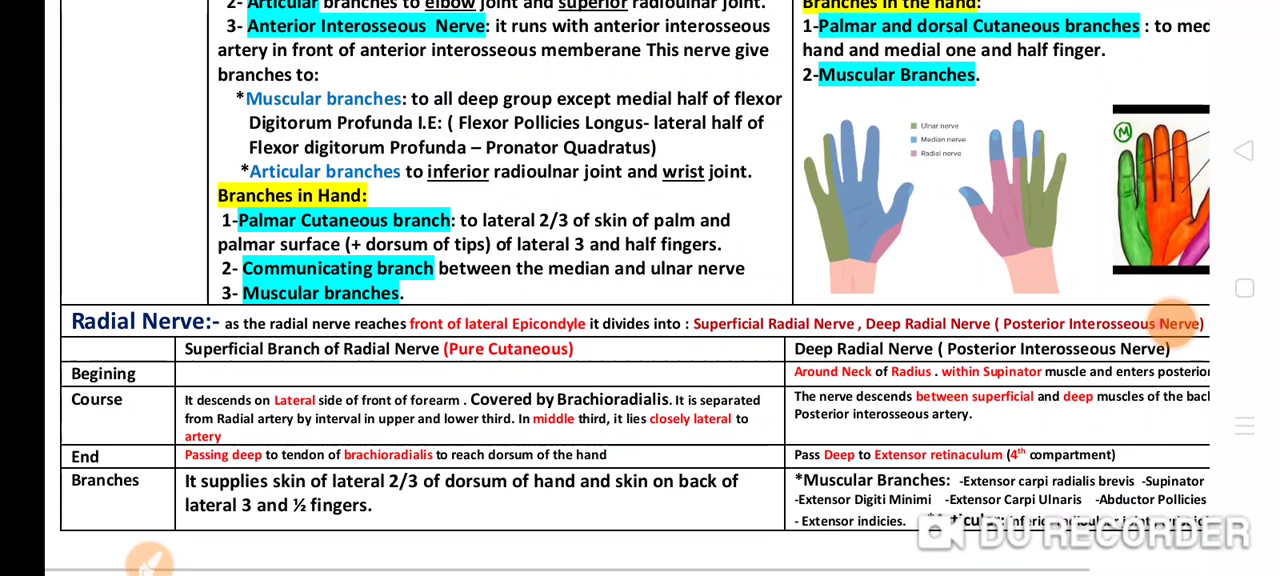 2- Articular branches to elbow joint and superior radioulnar joint.
3- Anterior Interosseous Nerve: it runs with anterior interosseous
artery in front of anterior interosseous memberane This nerve give
branches to:
*Muscular branches: to all deep group except medial half of flexor
Digitorum Profunda I.E: ( Flexor Pollicies Longus- lateral half of
Flexor digitorum Profunda – Pronator Quadratus)
*Articular branches to inferior radioulnar joint and wrist joint.
Branches in Hand:
1-Palmar Cutaneous branch: to lateral 2/3 of skin of palm and
palmar surface (+ dorsum of tips) of lateral 3 and half fingers.
2- Communicating branch between the median and ulnar nerve
3- Muscular branches.
Branches in the hand:
1-Palmar and dorsal Cutaneous branches : to med
hand and medial one and half finger.
2-Muscular Branches.
Ulnar nerve
Median nerve
Radial nerve
M
Radial Nerve:- as the radial nerve reaches front of lateral Epicondyle it divides into : Superficial Radial Nerve , Deep Radial Nerve ( Posterior Interosseous Nerve)
Superficial Branch of Radial Nerve (Pure Cutaneous)
Deep Radial Nerve ( Posterior Interosseous Nerve)
Begining
Around Neck of Radius . within Supinator muscle and enters posterior
Course
It descends on Lateral side of front of forearm . Covered by Brachioradialis. It is separated
from Radial artery by interval in upper and lower third. In middle third, it lies closely lateral to
artery
The nerve descends between superficial and deep muscles of the bac
Posterior interosseous artery.
End
Passing deep to tendon of brachioradialis to reach dorsum of the hand
Pass Deep to Extensor retinaculum (4th compartment)
Branches
It supplies skin of lateral 2/3 of dorsum of hand and skin on back of
lateral 3 and ½ fingers.
*Muscular Branches: -Extensor carpi radialis brevis -Supinator
-Extensor Digiti Minimi -Extensor Carpi Ulnaris -Abductor Pollicies
- Extensor indicies.
DU RECORDER